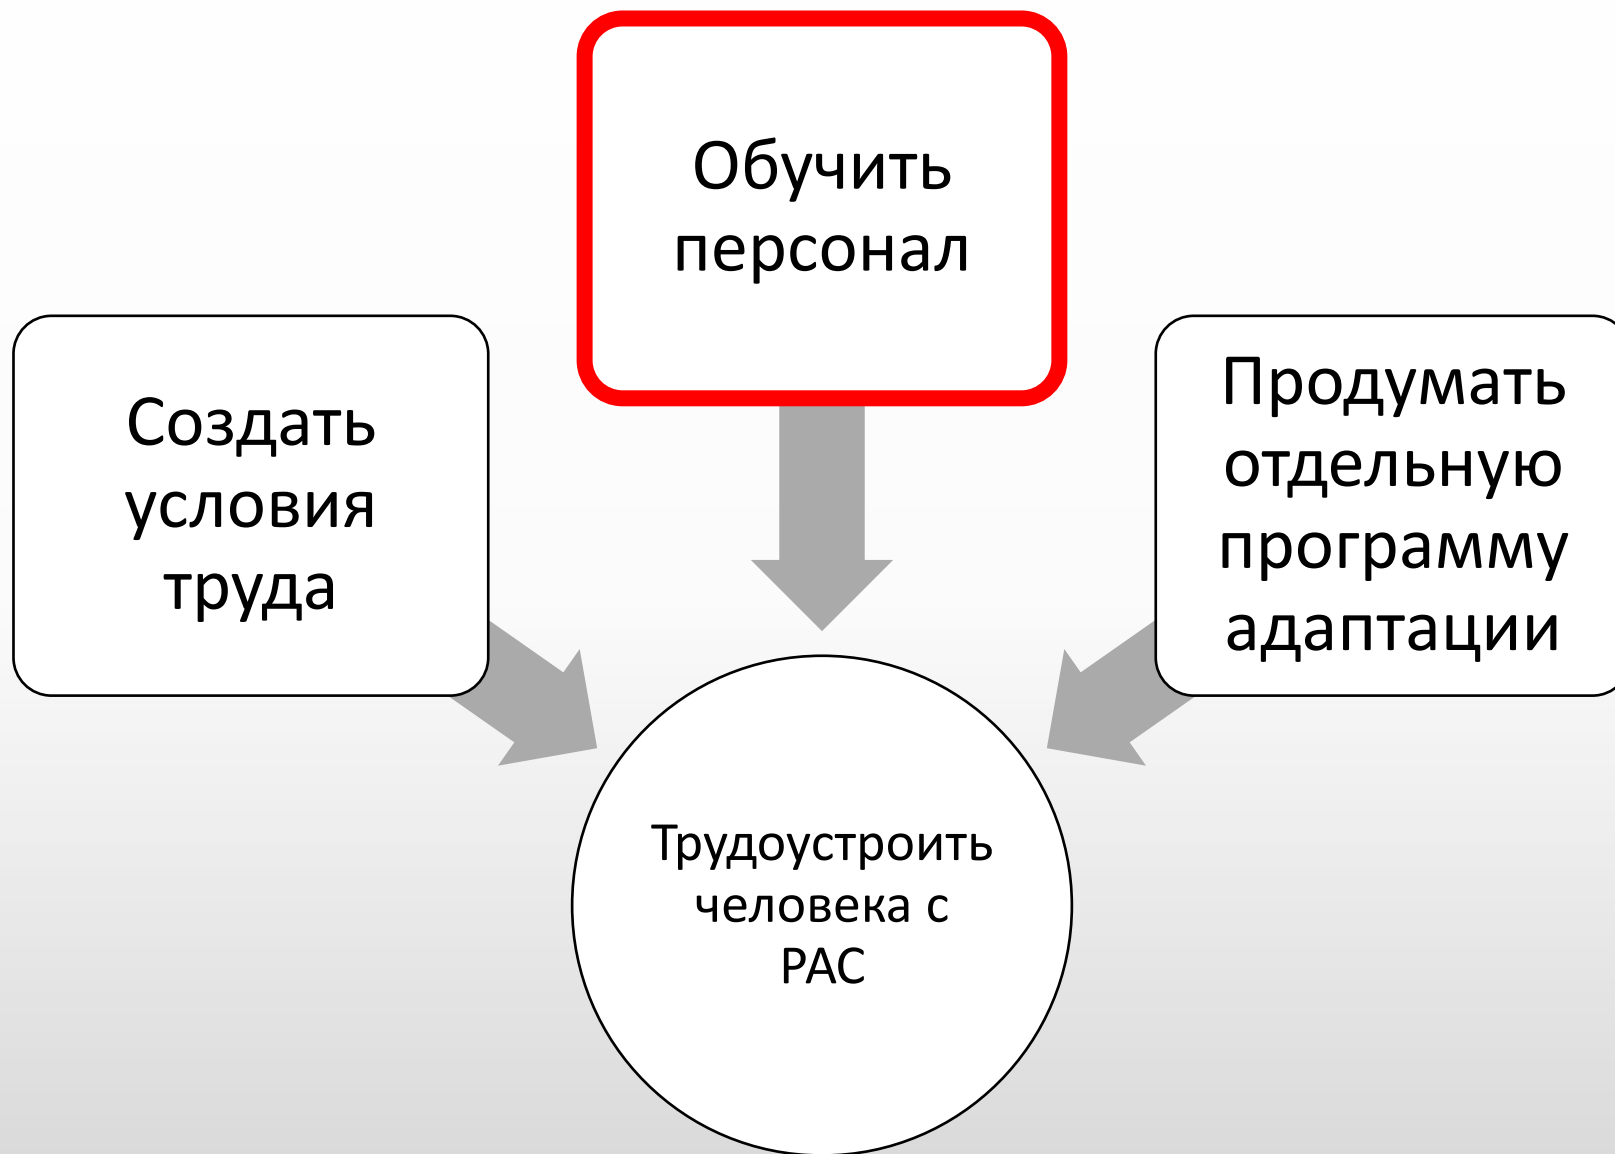 Обучить
персонал
Создать
условия
труда
Продумать
отдельную
программу
адаптации
Трудоустроить
человека с
РАС